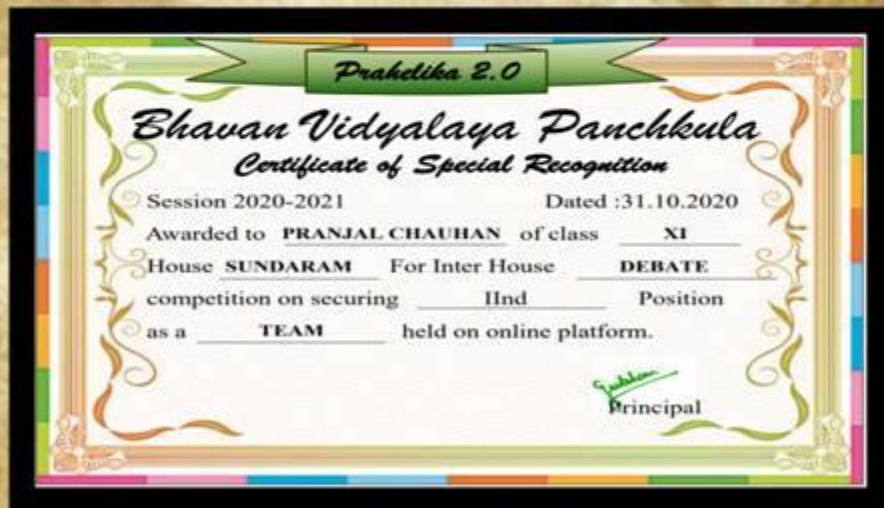 Prahelika 2.0
Bhavan Vidyalaya Panchkula
Certificate of Special Recognition
Session 2020-2021 Dated :31.10.2020
Awarded to PRANJAL CHAUHAN of class XI
House SUNDARAM For Inter House DEBATE
competition on securing IInd Position
as a TEAM held on online platform.
Principal